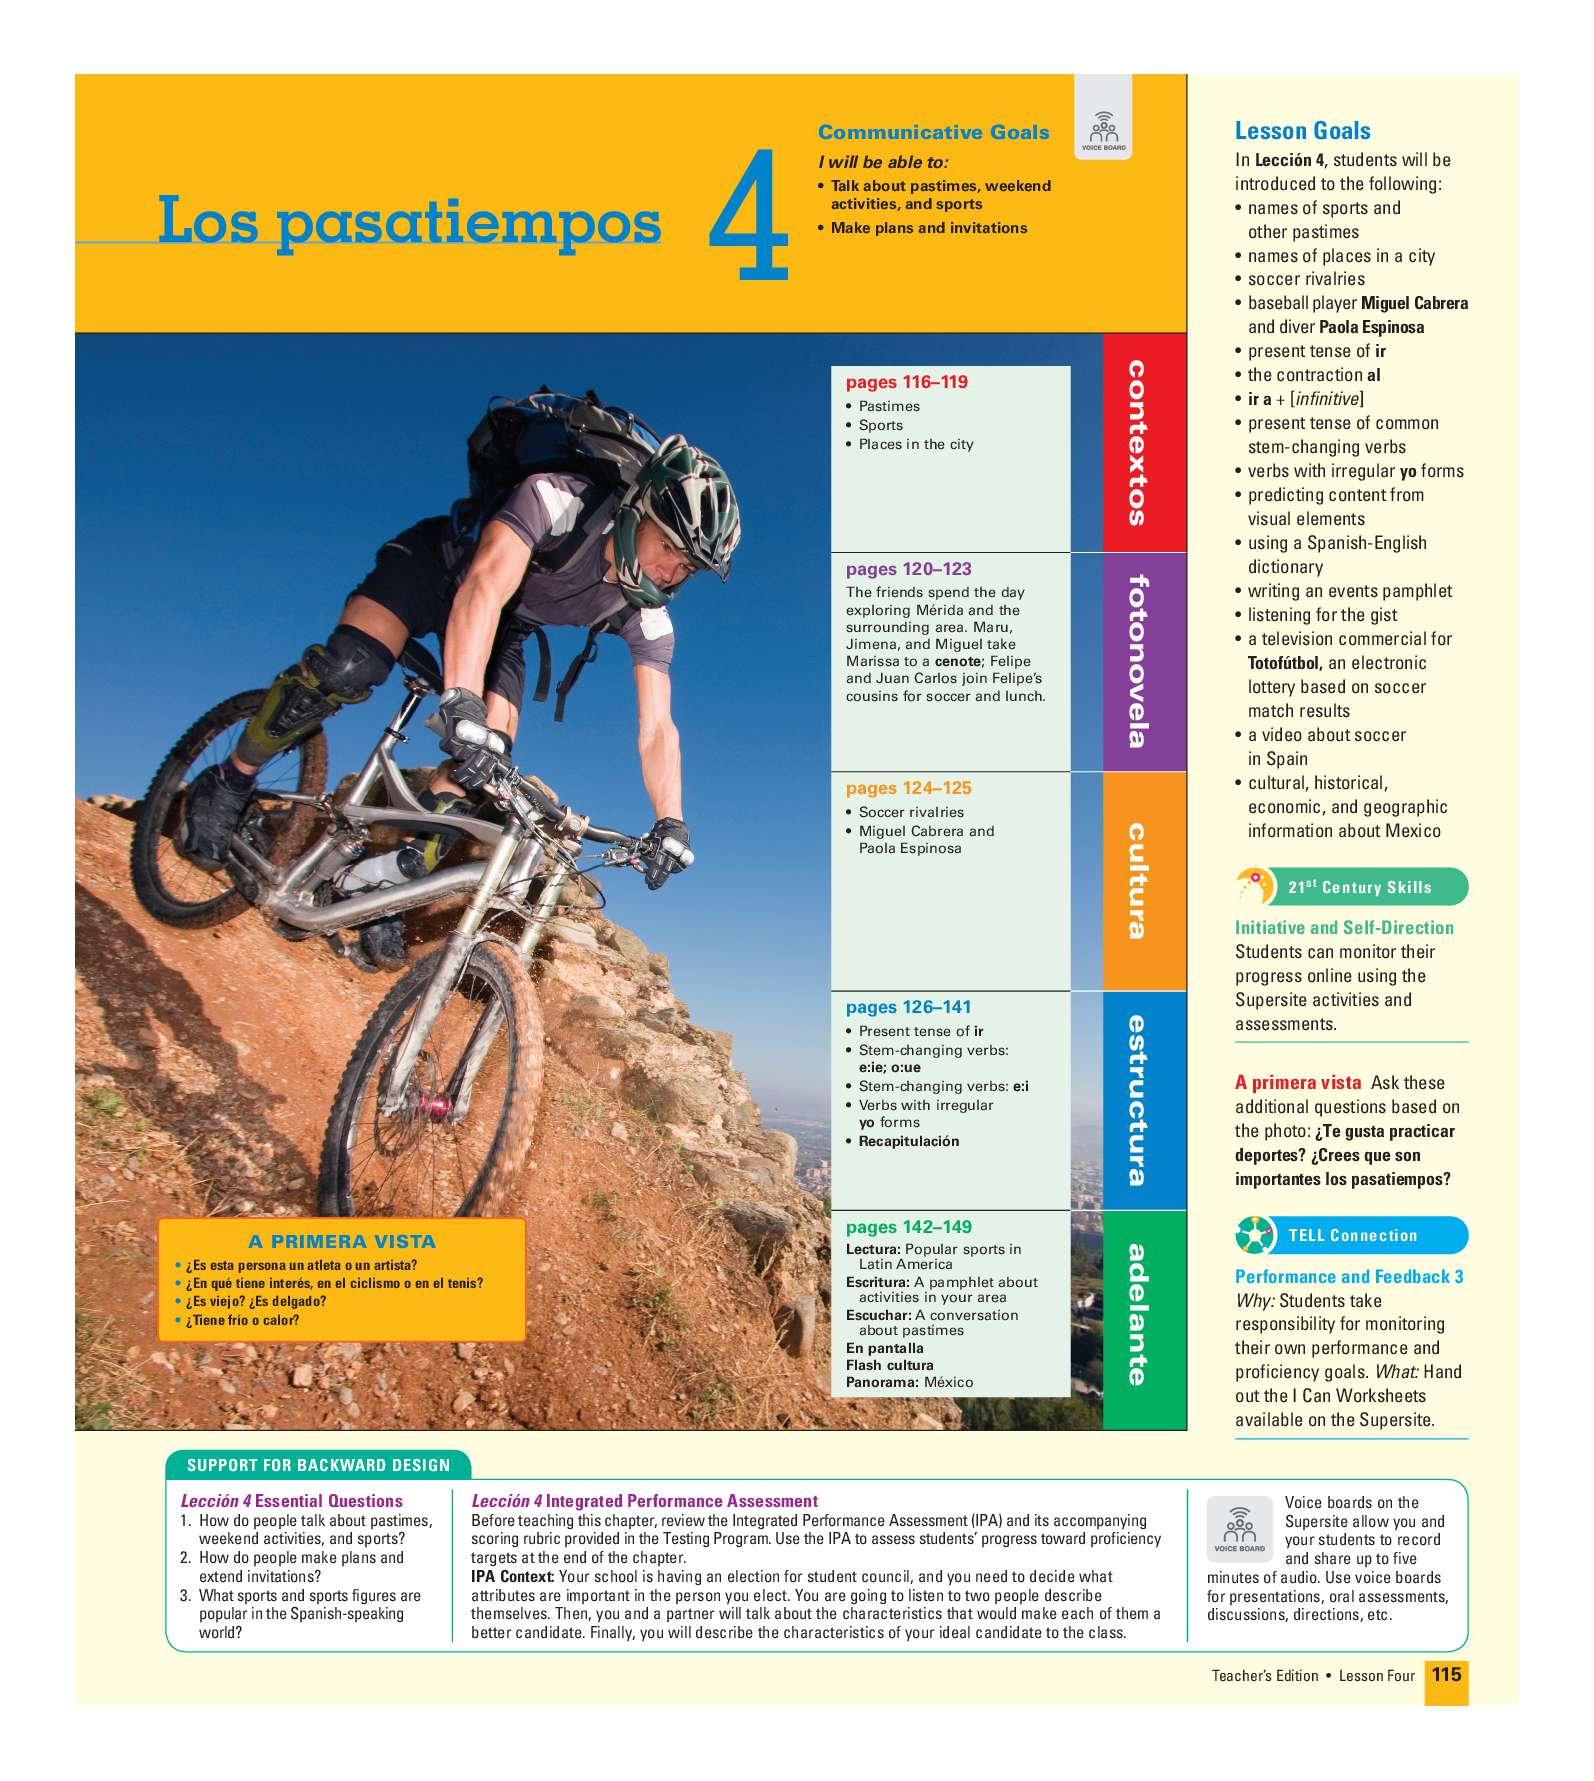 Los pasatiempos
4
Communicative Goals
I will be able to:
• Talk about pastimes, weekend
activities, and sports
• Make plans and invitations
VOICE BOARD
pages 116–119
• Pastimes
• Sports
• Places in the city
contextos
pages 120–123
The friends spend the day
exploring Mérida and the
surrounding area. Maru,
Jimena, and Miguel take
Marissa to a cenote; Felipe
and Juan Carlos join Felipe's
cousins for soccer and lunch.
fotonovela
pages 124–125
• Soccer rivalries
• Miguel Cabrera and
Paola Espinosa
cultura
pages 126–141
• Present tense of ir
• Stem-changing verbs:
e:ie; o:ue
• Stem-changing verbs: e:i
• Verbs with irregular
yo forms
• Recapitulación
estructura
pages 142–149
Lectura: Popular sports in
Latin America
Escritura: A pamphlet about
activities in your area
Escuchar: A conversation
about pastimes
En pantalla
Flash cultura
Panorama: México
adelante
A PRIMERA VISTA
• ¿Es esta persona un atleta o un artista?
• ¿En qué tiene interés, en el ciclismo o en el tenis?
• ¿Es viejo? ¿Es delgado?
• ¿Tiene frío o calor?
Lesson Goals
In Lección 4, students will be
introduced to the following:
• names of sports and
other pastimes
• names of places in a city
• soccer rivalries
• baseball player Miguel Cabrera
and diver Paola Espinosa
• present tense of ir
• the contraction al
• ir a + [infinitive]
• present tense of common
stem-changing verbs
• verbs with irregular yo forms
• predicting content from
visual elements
• using a Spanish-English
dictionary
• writing an events pamphlet
• listening for the gist
• a television commercial for
Totofútbol, an electronic
lottery based on soccer
match results
• a video about soccer
in Spain
• cultural, historical,
economic, and geographic
information about Mexico
21st Century Skills
Initiative and Self-Direction
Students can monitor their
progress online using the
Supersite activities and
assessments.
A primera vista Ask these
additional questions based on
the photo: ¿Te gusta practicar
deportes? ¿Crees que son
importantes los pasatiempos?
TELL Connection
Performance and Feedback 3
Why: Students take
responsibility for monitoring
their own performance and
proficiency goals. What: Hand
out the I Can Worksheets
available on the Supersite.
SUPPORT FOR BACKWARD DESIGN
Lección 4 Essential Questions
1. How do people talk about pastimes,
weekend activities, and sports?
2. How do people make plans and
extend invitations?
3. What sports and sports figures are
popular in the Spanish-speaking
world?
Lección 4 Integrated Performance Assessment
Before teaching this chapter, review the Integrated Performance Assessment (IPA) and its accompanying
scoring rubric provided in the Testing Program. Use the IPA to assess students' progress toward proficiency
targets at the end of the chapter.
IPA Context: Your school is having an election for student council, and you need to decide what
attributes are important in the person you elect. You are going to listen to two people describe
themselves. Then, you and a partner will talk about the characteristics that would make each of them a
better candidate. Finally, you will describe the characteristics of your ideal candidate to the class.
VOICE BOARD
Voice boards on the
Supersite allow you and
your students to record
and share up to five
minutes of audio. Use voice boards
for presentations, oral assessments,
discussions, directions, etc.
Teacher's Edition • Lesson Four 115